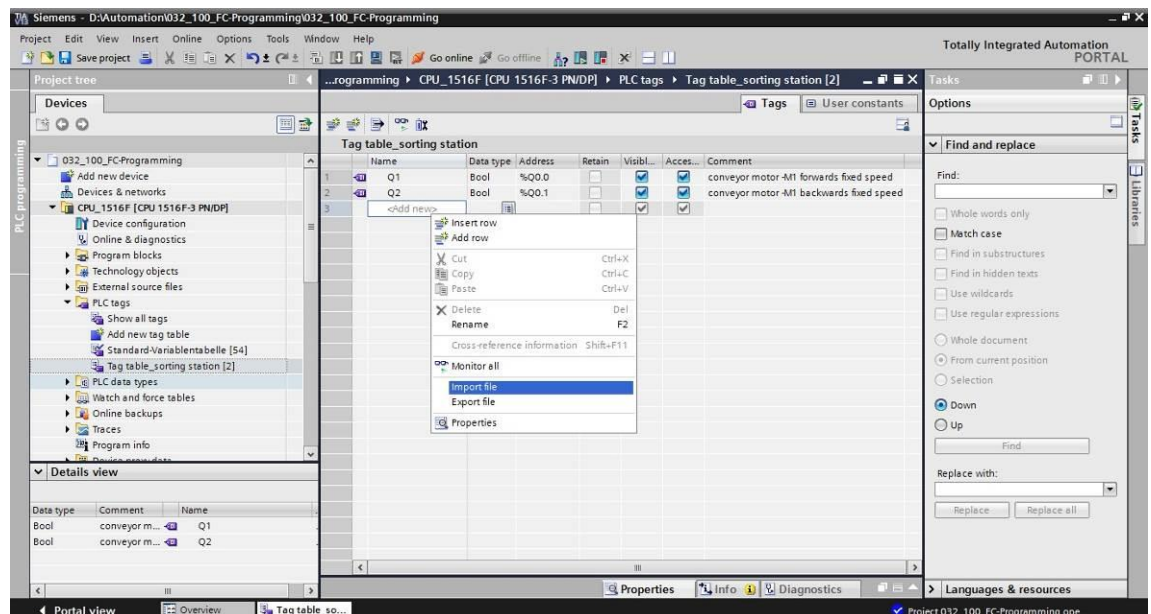 Siemens - D:\Automation\032_100_FC-Programming\032_100_FC-Programming
Project Edit View Insert Online Options Tools Window Help
Totally Integrated Automation
PORTAL
Save project Go online Go offline
Project tree
...rogramming ▸ CPU_1516F [CPU 1516F-3 PN/DP] ▸ PLC tags ▸ Tag table_sorting station [2]
Tasks
Devices
Tags User constants
Options
PLC programming
Tasks
Libraries
032_100_FC-Programming
Add new device
Devices & networks
CPU_1516F [CPU 1516F-3 PN/DP]
Device configuration
Online & diagnostics
Program blocks
Technology objects
External source files
PLC tags
Show all tags
Add new tag table
Standard-Variablentabelle [54]
Tag table_sorting station [2]
PLC data types
Watch and force tables
Online backups
Traces
Program info
Details view
Data type Comment Name
Bool conveyor m... Q1
Bool conveyor m... Q2
Tag table_sorting station
Name Data type Address Retain Visibl... Acces... Comment
1 Q1 Bool %Q0.0 conveyor motor -M1 forwards fixed speed
2 Q2 Bool %Q0.1 conveyor motor -M1 backwards fixed speed
3 <Add new>
Insert row
Add row
Cut Ctrl+X
Copy Ctrl+C
Paste Ctrl+V
Delete Del
Rename F2
Cross-reference information Shift+F11
Monitor all
Import file
Export file
Properties
Find and replace
Find:
Whole words only
Match case
Find in substructures
Find in hidden texts
Use wildcards
Use regular expressions
Whole document
From current position
Selection
Down
Up
Find
Replace with:
Replace Replace all
Properties Info Diagnostics
Languages & resources
Portal view Overview Tag table_so...
Project 032_100_FC-Programming ope